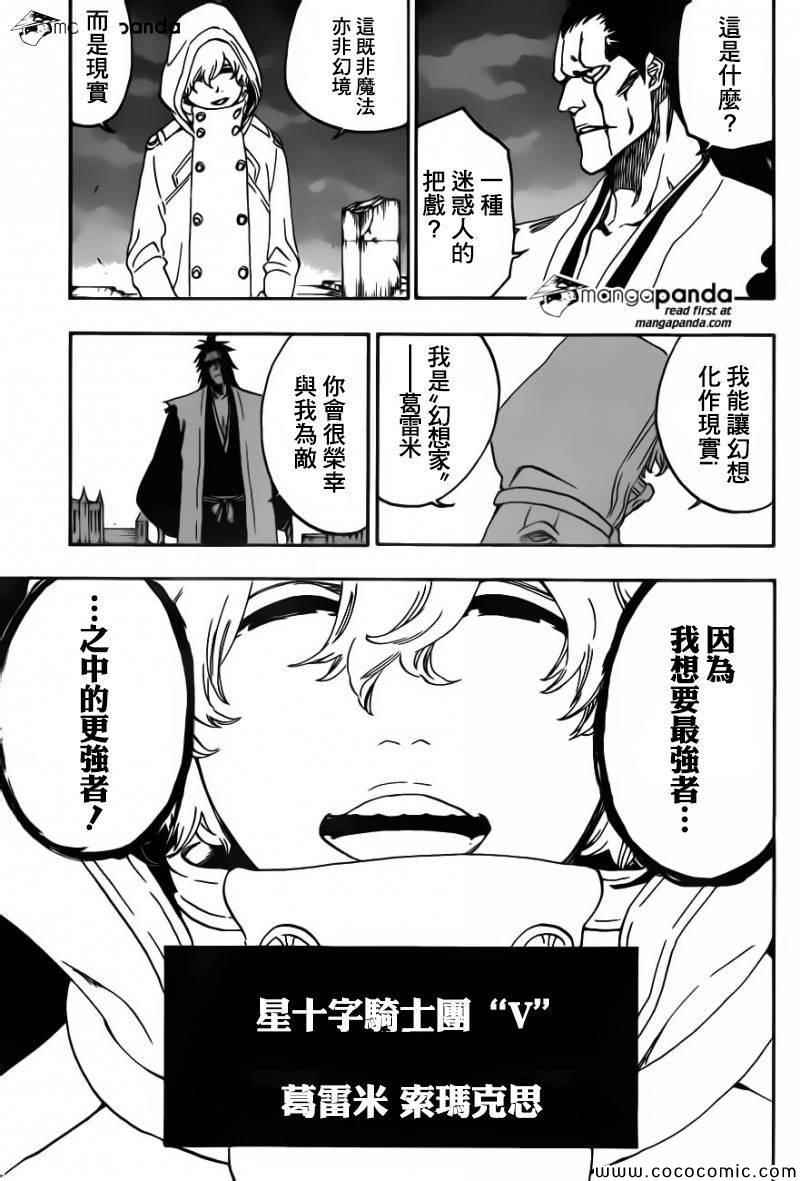 這是什麼?
一種
迷惑人的
把戲?
這既非魔法
亦非幻境
而是現實
mangapanda
mangapanda
read first at
mangapanda.com
我能讓幻想
化作現實!
我是“幻想家”
——葛雷米
你會很榮幸
與我為敵
因為
我想要最強者…
…之中的更強者!
星十字騎士團“V”
葛雷米 索瑪克思
www.cococomic.com